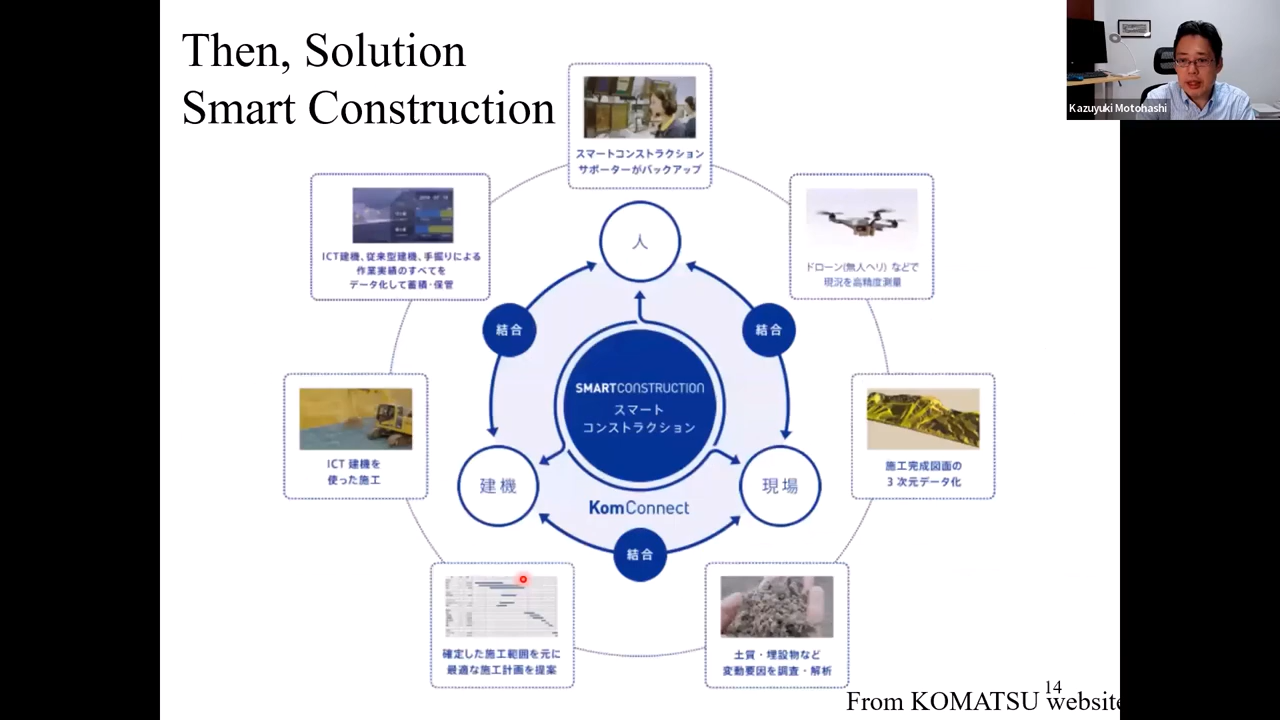 Then, Solution
Smart Construction
Kazuyuki Motohashi
スマートコンストラクション
サポーターがバックアップ
ICT建機、従来型建機、手掘りによる
作業実績のすべてを
データ化して蓄積・保管
人
ドローン(無人ヘリ) などで
現況を高精度測量
結合
結合
SMARTCONSTRUCTION
スマート
コンストラクション
ICT 建機を
使った施工
施工完成図面の
3 次元データ化
建機
現場
KomConnect
結合
確定した施工範囲を元に
最適な施工計画を提案
土質・埋設物など
変動要因を調査・解析
14
From KOMATSU website